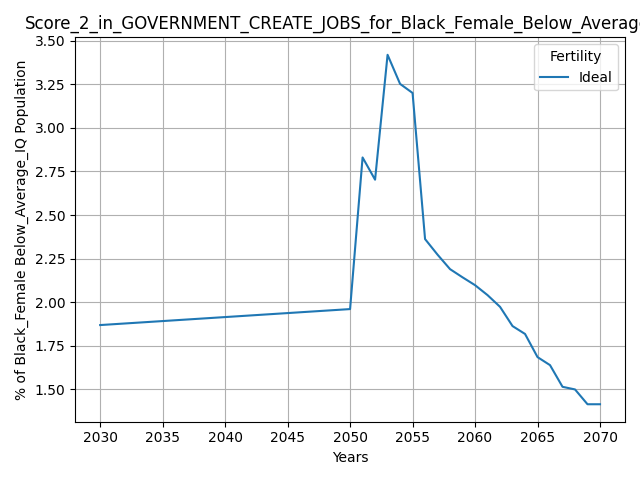 Score_2_in_GOVERNMENT_CREATE_JOBS_for_Black_Female_Below_Average
3.50
3.25
3.00
2.75
2.50
2.25
2.00
1.75
1.50
% of Black_Female Below_Average_IQ Population
Fertility
Ideal
2030 2035 2040 2045 2050 2055 2060 2065 2070
Years